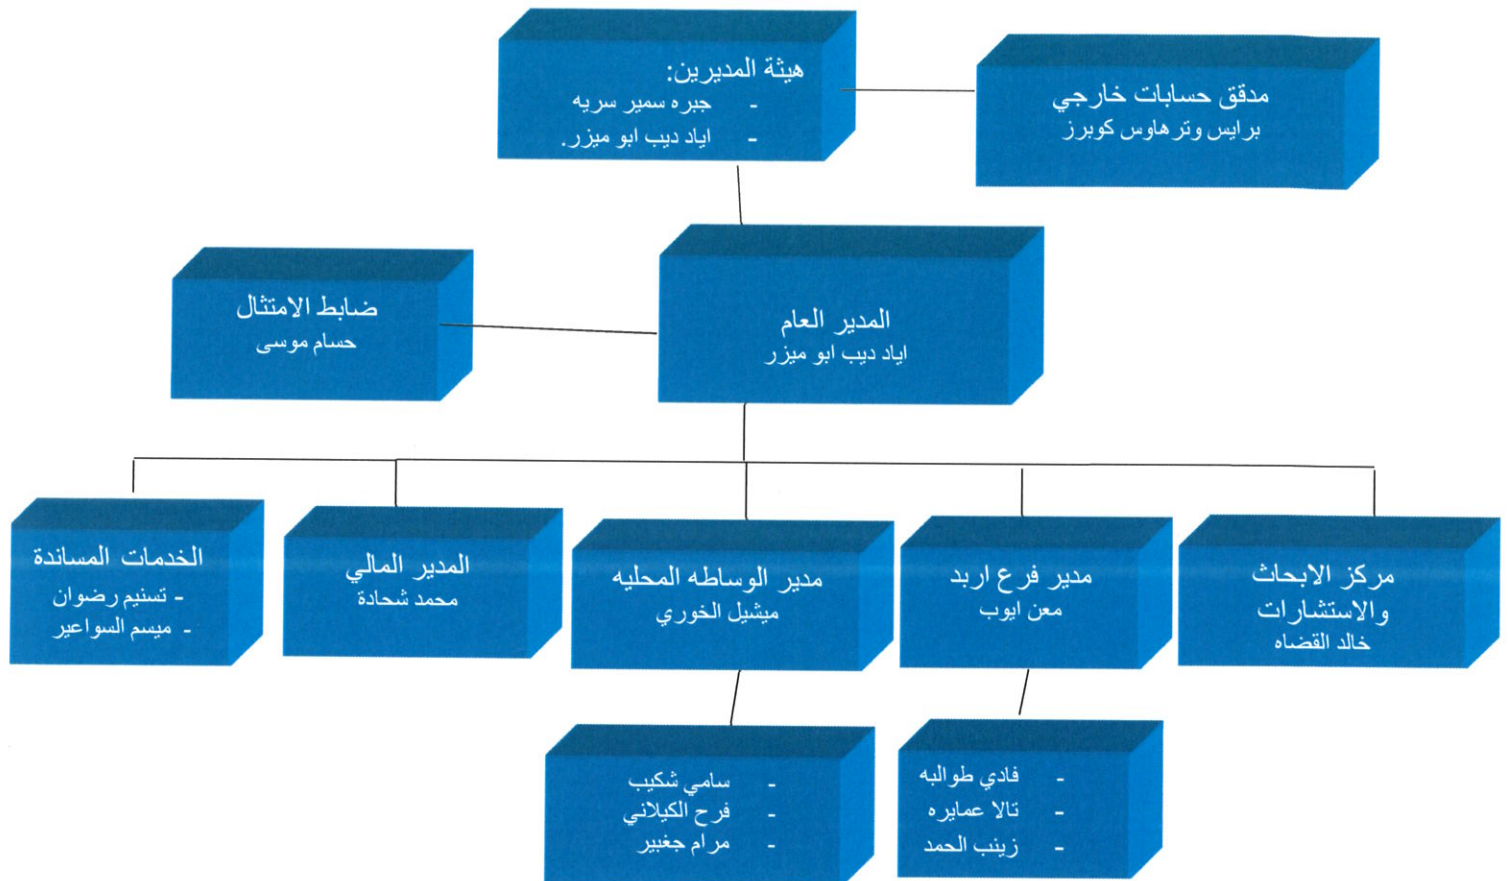 هيئة المديرين:
- جبره سمير سريه
- اياد ديب ابو ميزر.
مدقق حسابات خارجي
برايس وترهاوس كوبرز
المدير العام
اياد ديب ابو ميزر
ضابط الامتثال
حسام موسى
مركز الابحاث
والاستشارات
خالد القضاه
مدير فرع اربد
معن ايوب
مدير الوساطه المحليه
ميشيل الخوري
المدير المالي
محمد شحادة
الخدمات المساندة
- تسنيم رضوان
- ميسم السواعير
- فادي طوالبه
- تالا عمايره
- زينب الحمد
- سامي شكيب
- فرح الكيلاني
- مرام جغبير